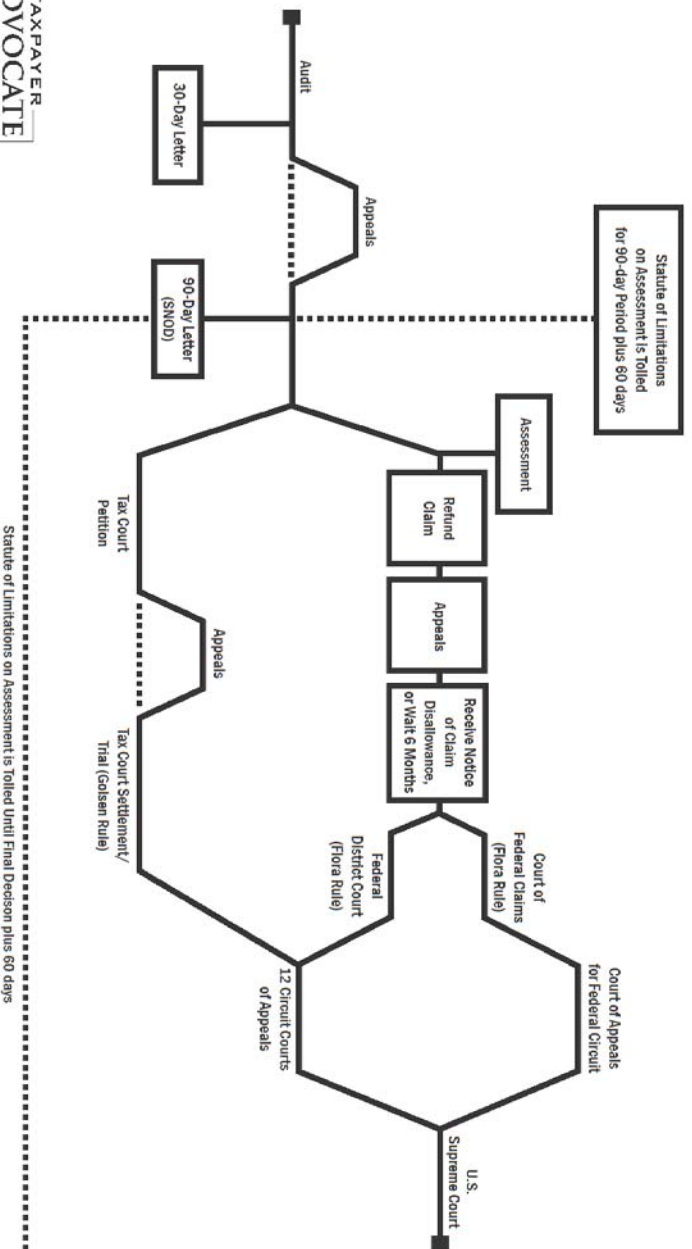 Statute of Limitations
on Assessment is Tolled
for 90-day Period plus 60 days
Audit
30-Day Letter
Appeals
90-Day Letter
(SNOD)
Assessment
Refund
Claim
Appeals
Receive Notice
of Claim
Disallowance,
or Wait 6 Months
Court of
Federal Claims
(Flora Rule)
Federal
District Court
(Flora Rule)
Court of Appeals
for Federal Circuit
12 Circuit Courts
of Appeals
U.S.
Supreme Court
Tax Court
Petition
Appeals
Tax Court Settlement/
Trial (Golsen Rule)
Statute of Limitations on Assessment is Tolled Until Final Decison plus 60 days
AXPAYER
DVOCATE